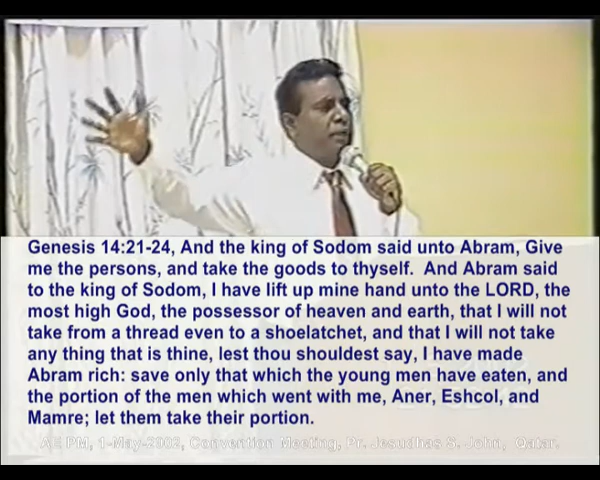 Genesis 14:21-24, And the king of Sodom said unto Abram, Give
me the persons, and take the goods to thyself.  And Abram said
to the king of Sodom, I have lift up mine hand unto the LORD, the
most high God, the possessor of heaven and earth, that I will not
take from a thread even to a shoelatchet, and that I will not take
any thing that is thine, lest thou shouldest say, I have made
Abram rich: save only that which the young men have eaten, and
the portion of the men which went with me, Aner, Eshcol, and
Mamre; let them take their portion.
PM, 1-May-2002, Convention Meeting, Pr. Jesudhas S. John, Qatar.